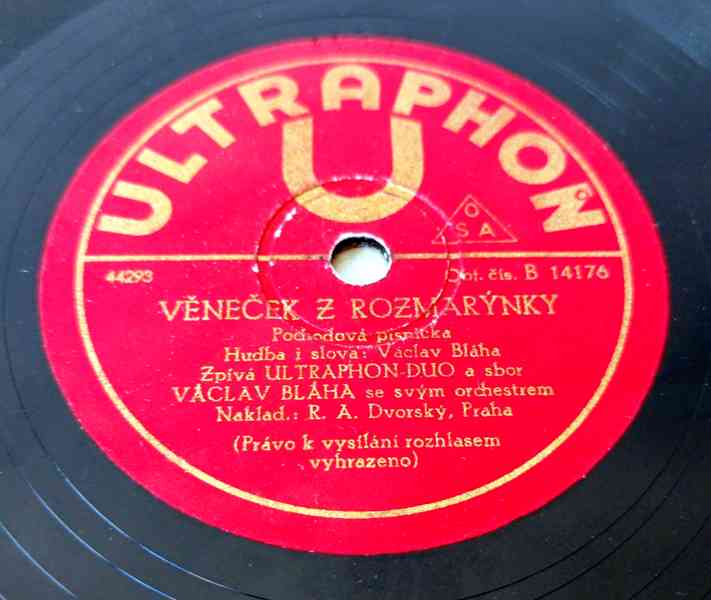 ULTRAPHON
U
OSA
44293
Obj. čís. B 14176
VĚNEČEK Z ROZMARÝNKY
Pochodová písnička
Hudba i slova: Václav Bláha
Zpívá ULTRAPHON-DUO a sbor
VÁCLAV BLÁHA se svým orchestrem
Naklad.: R. A. Dvorský, Praha
(Právo k vysílání rozhlasem
vyhrazeno)